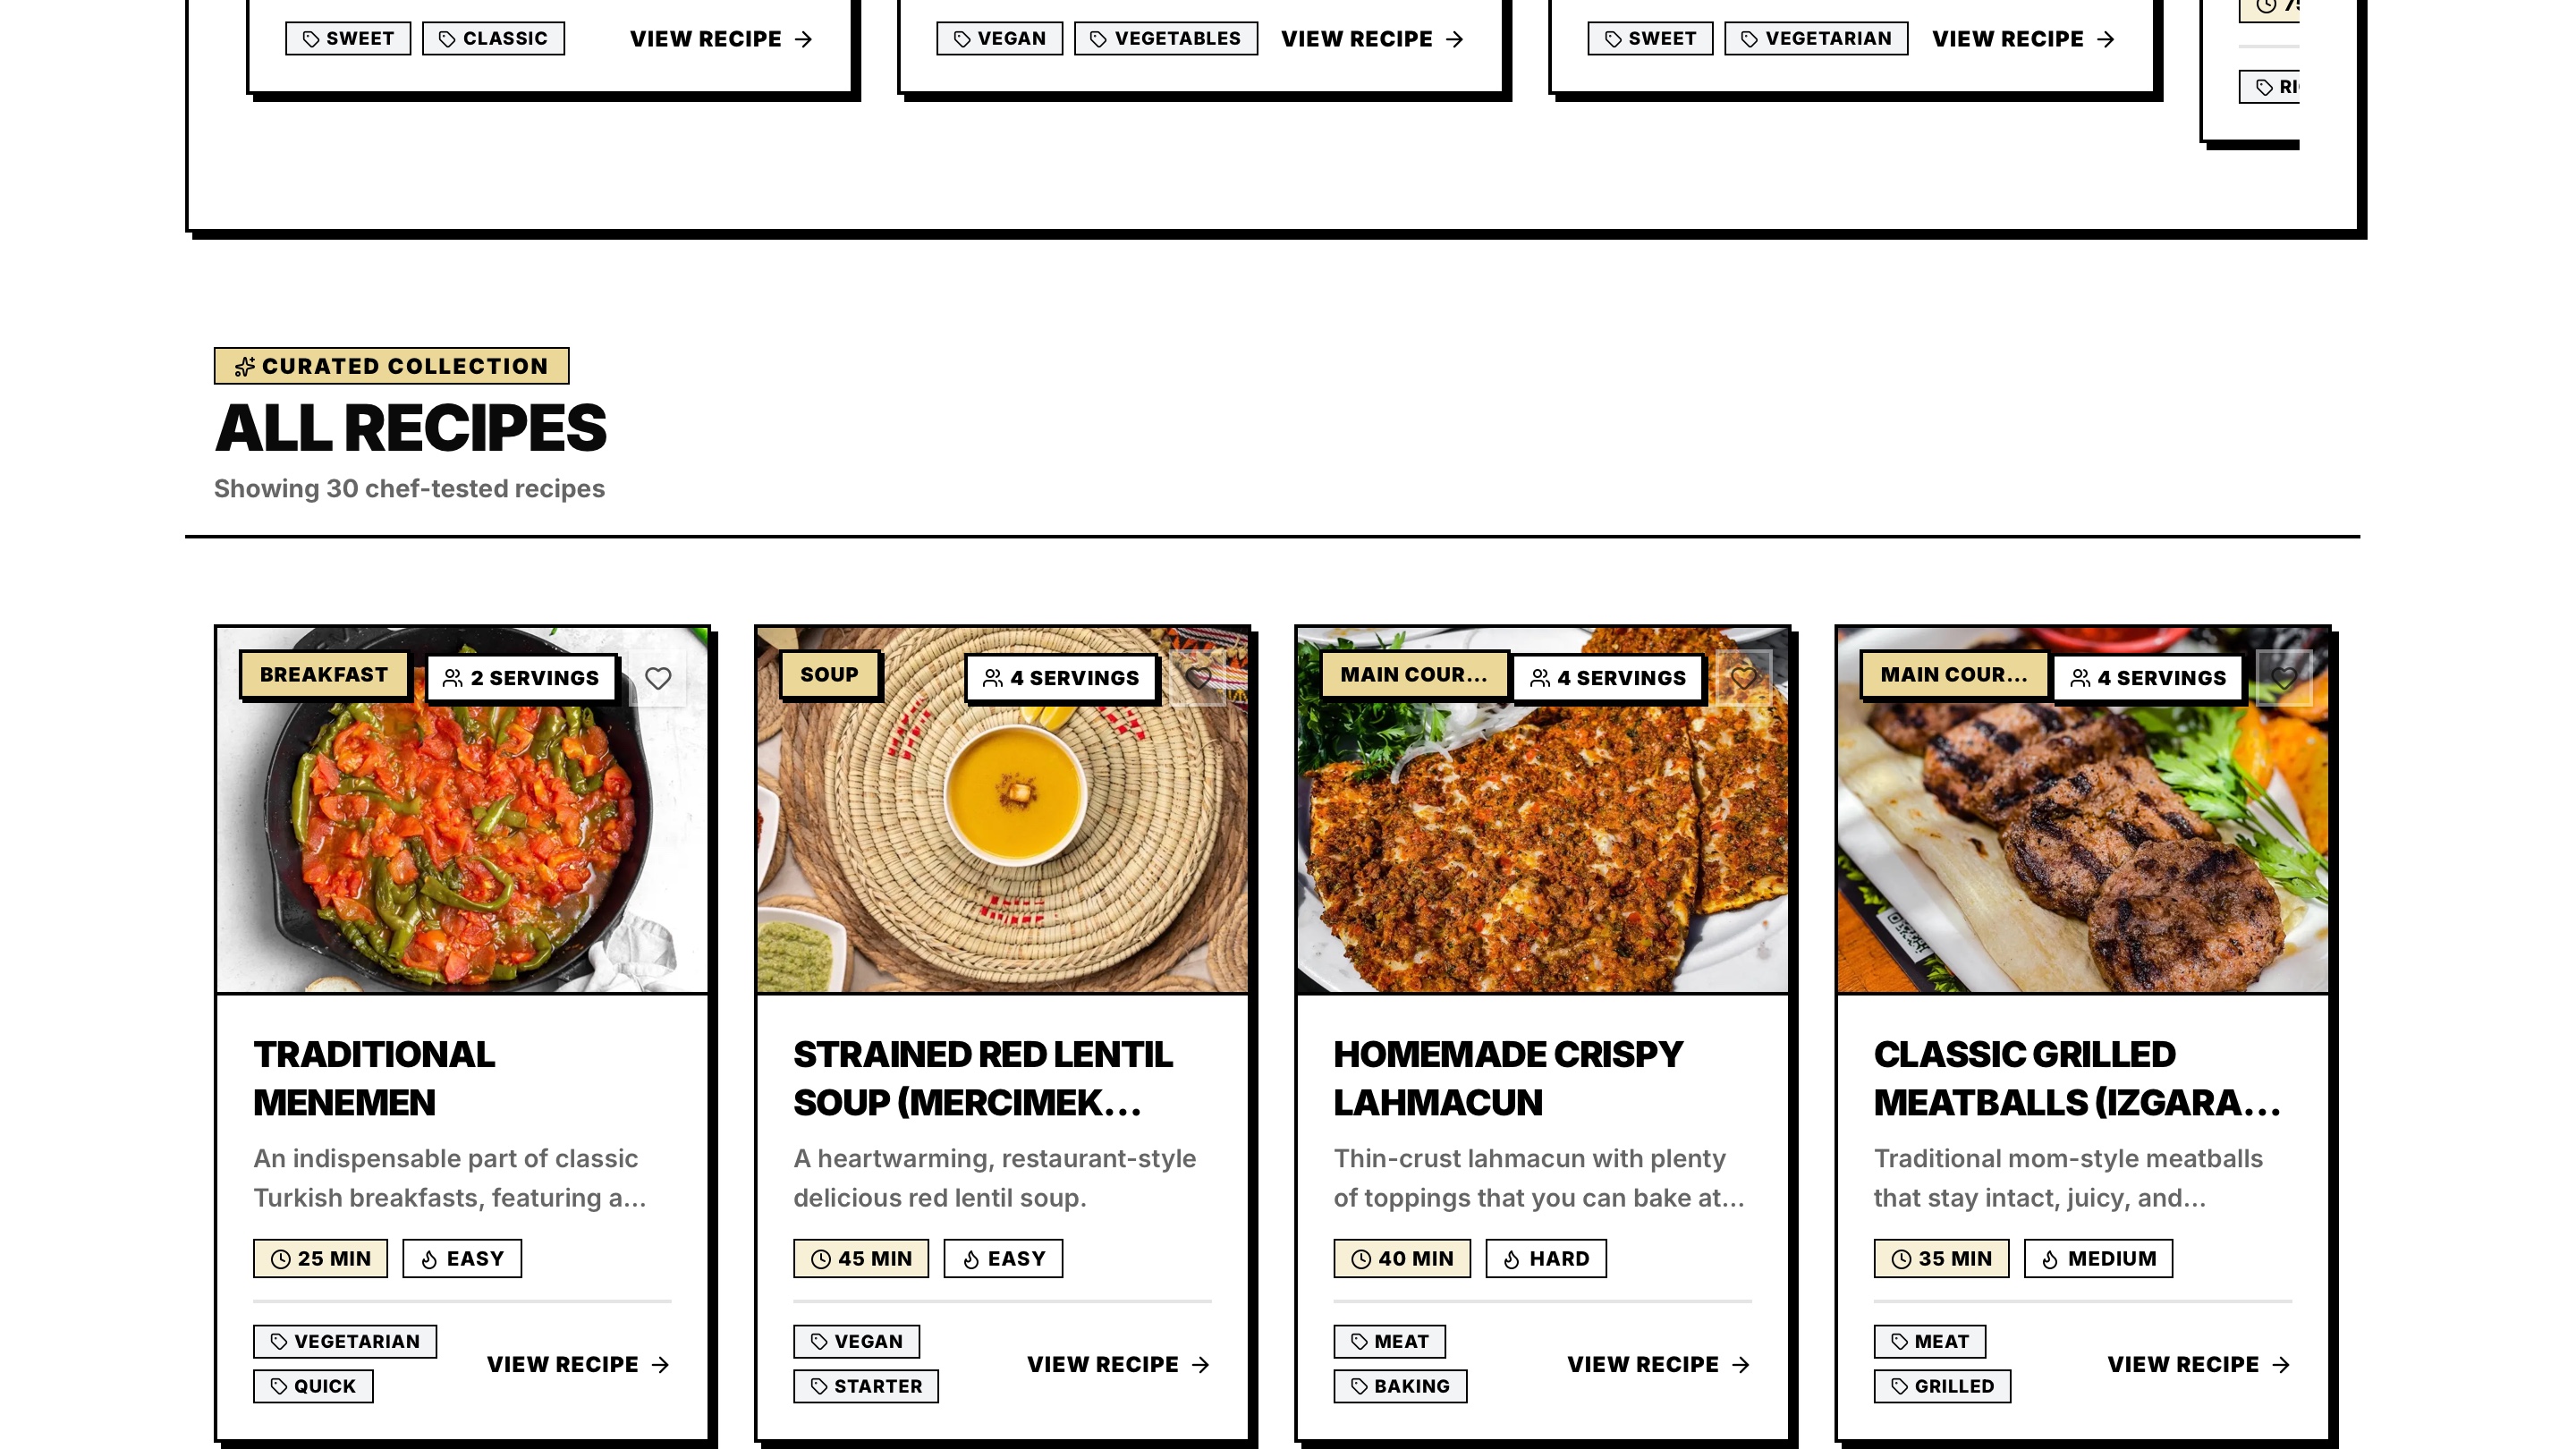 SWEET CLASSIC VIEW RECIPE
VEGAN VEGETABLES VIEW RECIPE
SWEET VEGETARIAN VIEW RECIPE
CURATED COLLECTION
ALL RECIPES
Showing 30 chef-tested recipes
BREAKFAST 2 SERVINGS
TRADITIONAL
MENEMEN
An indispensable part of classic
Turkish breakfasts, featuring a...
25 MIN EASY
VEGETARIAN
QUICK
VIEW RECIPE
SOUP 4 SERVINGS
STRAINED RED LENTIL
SOUP (MERCIMEK...
A heartwarming, restaurant-style
delicious red lentil soup.
45 MIN EASY
VEGAN
STARTER
VIEW RECIPE
MAIN COUR... 4 SERVINGS
HOMEMADE CRISPY
LAHMACUN
Thin-crust lahmacun with plenty
of toppings that you can bake at...
40 MIN HARD
MEAT
BAKING
VIEW RECIPE
MAIN COUR... 4 SERVINGS
CLASSIC GRILLED
MEATBALLS (IZGARA...
Traditional mom-style meatballs
that stay intact, juicy, and...
35 MIN MEDIUM
MEAT
GRILLED
VIEW RECIPE